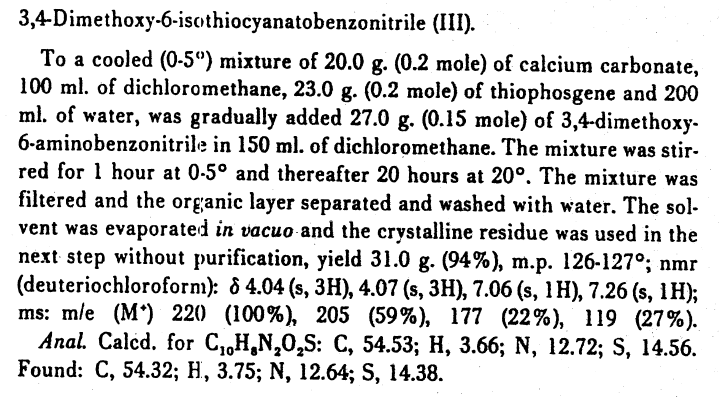 3,4-Dimethoxy-6-isothiocyanatobenzonitrile (III).
To a cooled (0-5°) mixture of 20.0 g. (0.2 mole) of calcium carbonate,
100 ml. of dichloromethane, 23.0 g. (0.2 mole) of thiophosgene and 200
ml. of water, was gradually added 27.0 g. (0.15 mole) of 3,4-dimethoxy-
6-aminobenzonitrile in 150 ml. of dichloromethane. The mixture was stir-
red for 1 hour at 0-5° and thereafter 20 hours at 20°. The mixture was
filtered and the organic layer separated and washed with water. The sol-
vent was evaporated in vacuo and the crystalline residue was used in the
next step without purification, yield 31.0 g. (94%), m.p. 126-127°; nmr
(deuteriochloroform): δ 4.04 (s, 3H), 4.07 (s, 3H), 7.06 (s, 1H), 7.26 (s, 1H);
ms: m/e (M⁺) 220 (100%), 205 (59%), 177 (22%), 119 (27%).
Anal. Calcd. for C₁₀H₈N₂O₂S: C, 54.53; H, 3.66; N, 12.72; S, 14.56.
Found: C, 54.32; H, 3.75; N, 12.64; S, 14.38.